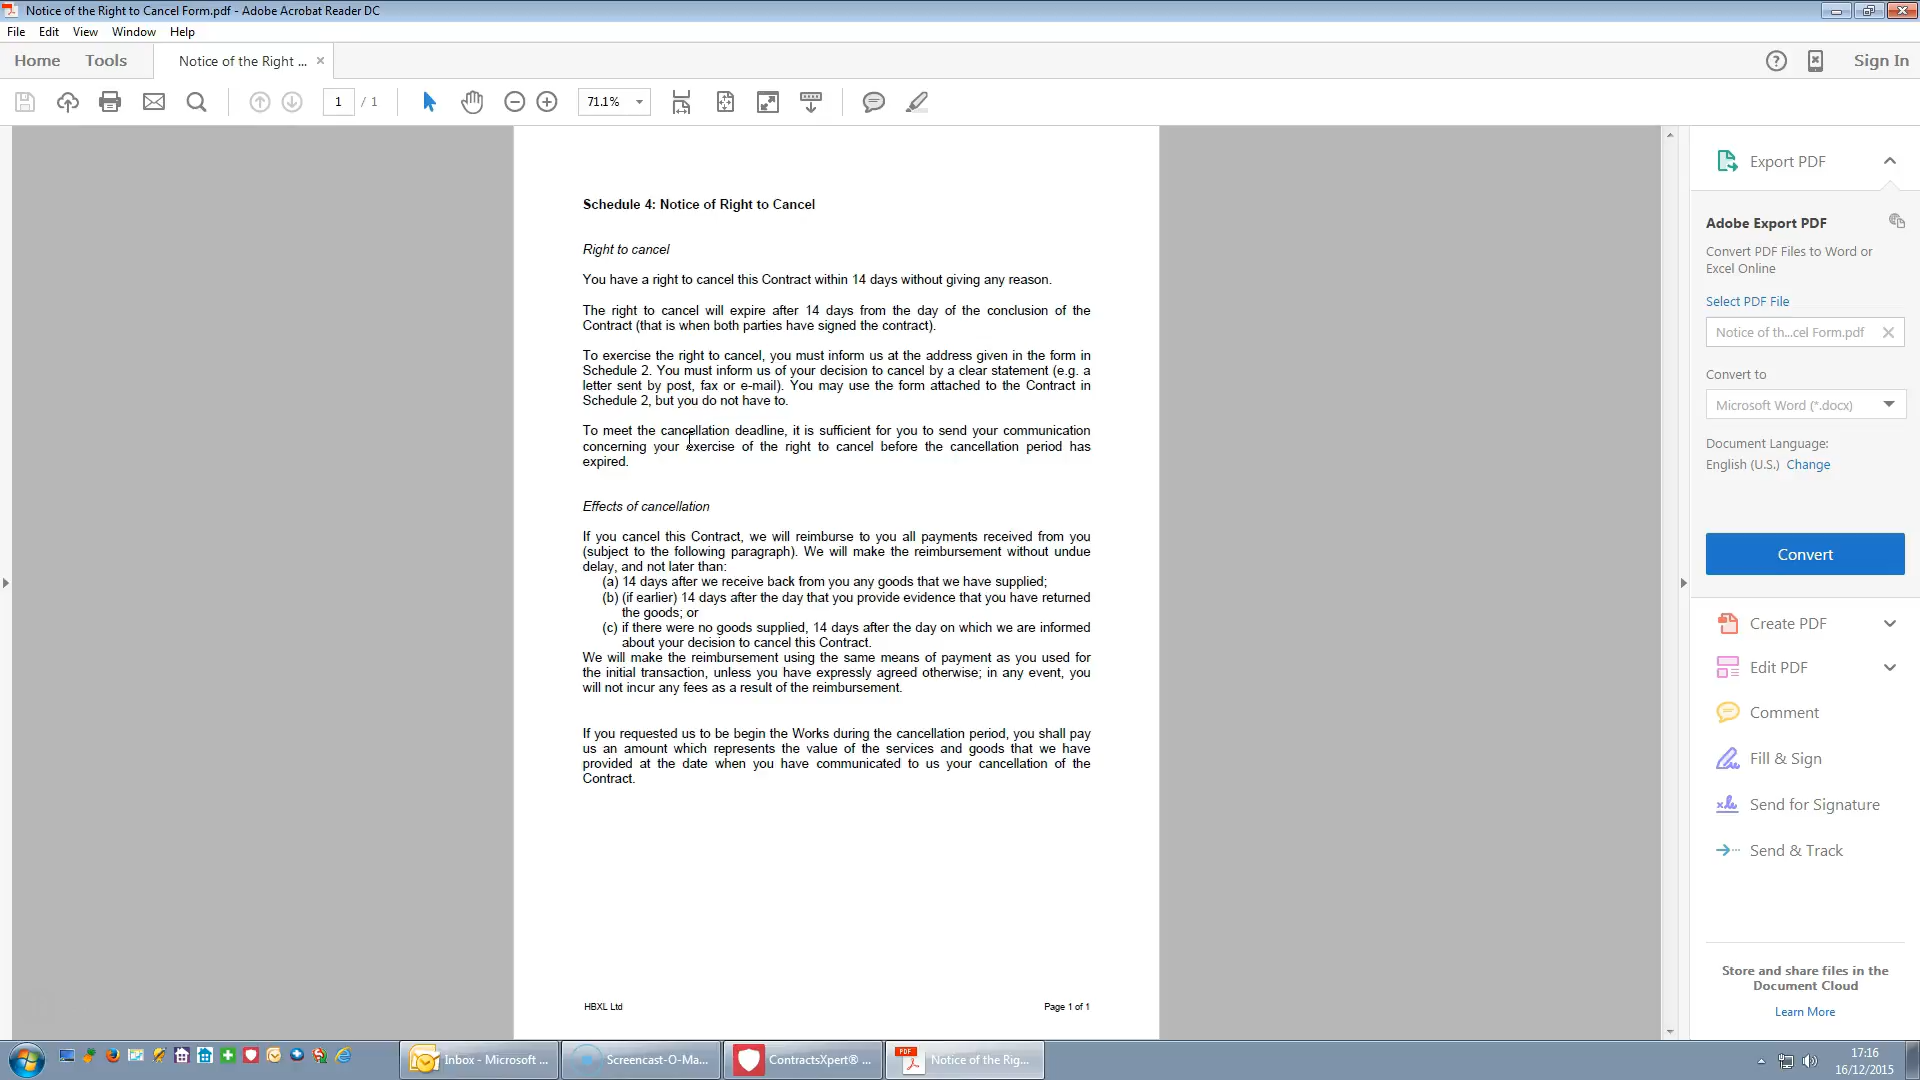 Notice of the Right to Cancel Form.pdf - Adobe Acrobat Reader DC
File Edit View Window Help
Home Tools Notice of the Right ... Sign In
1 / 1 71.1%
Schedule 4: Notice of Right to Cancel
Right to cancel
You have a right to cancel this Contract within 14 days without giving any reason.
The right to cancel will expire after 14 days from the day of the conclusion of the
Contract (that is when both parties have signed the contract).
To exercise the right to cancel, you must inform us at the address given in the form in
Schedule 2. You must inform us of your decision to cancel by a clear statement (e.g. a
letter sent by post, fax or e-mail). You may use the form attached to the Contract in
Schedule 2, but you do not have to.
To meet the cancellation deadline, it is sufficient for you to send your communication
concerning your exercise of the right to cancel before the cancellation period has
expired.
Effects of cancellation
If you cancel this Contract, we will reimburse to you all payments received from you
(subject to the following paragraph). We will make the reimbursement without undue
delay, and not later than:
(a) 14 days after we receive back from you any goods that we have supplied;
(b) (if earlier) 14 days after the day that you provide evidence that you have returned
the goods; or
(c) if there were no goods supplied, 14 days after the day on which we are informed
about your decision to cancel this Contract.
We will make the reimbursement using the same means of payment as you used for
the initial transaction, unless you have expressly agreed otherwise; in any event, you
will not incur any fees as a result of the reimbursement.
If you requested us to be begin the Works during the cancellation period, you shall pay
us an amount which represents the value of the services and goods that we have
provided at the date when you have communicated to us your cancellation of the
Contract.
HBXL Ltd Page 1 of 1
Export PDF
Adobe Export PDF
Convert PDF Files to Word or
Excel Online
Select PDF File
Notice of th...cel Form.pdf
Convert to
Microsoft Word (*.docx)
Document Language:
English (U.S.) Change
Convert
Create PDF
Edit PDF
Comment
Fill & Sign
Send for Signature
Send & Track
Store and share files in the
Document Cloud
Learn More
Inbox - Microsoft ... Screencast-O-Ma... ContractsXpert® ... PDF Notice of the Rig...
17:16
16/12/2015